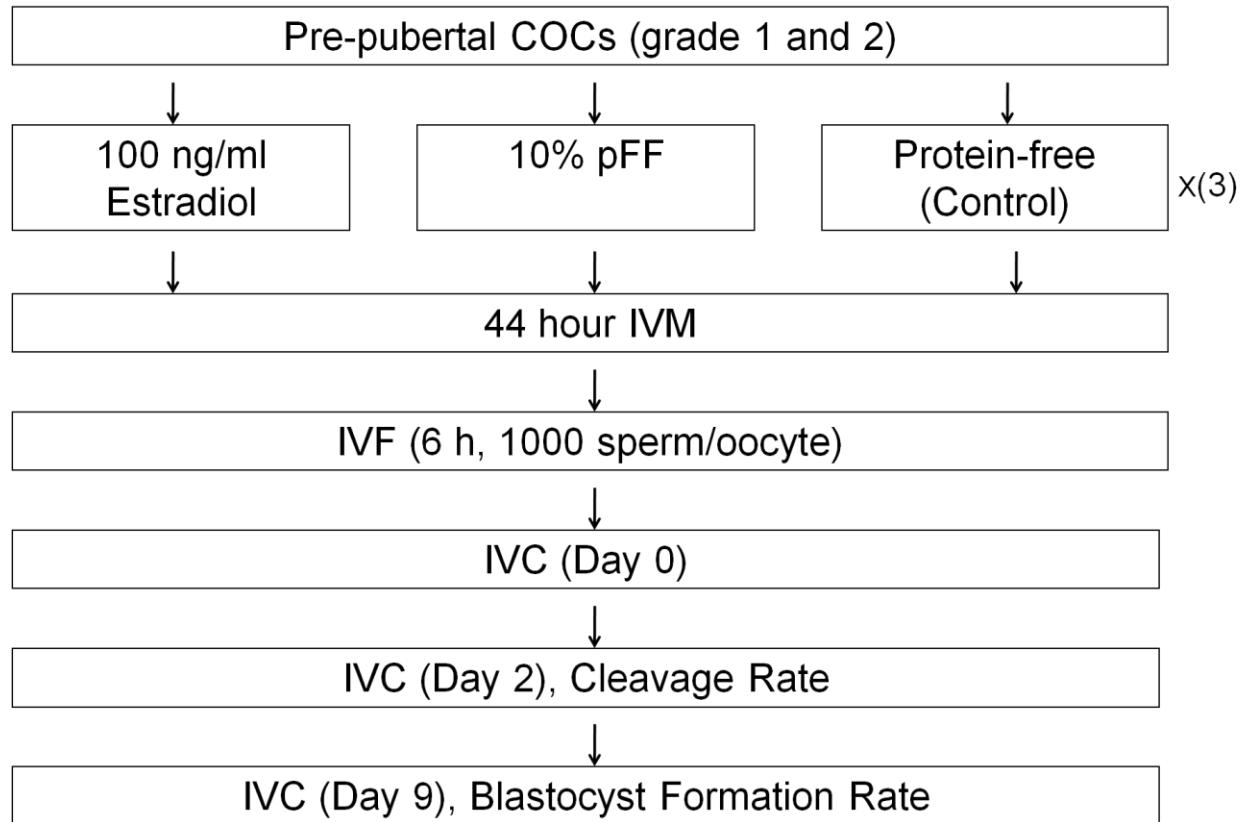 Pre-pubertal COCs (grade 1 and 2)
100 ng/ml
Estradiol
10% pFF
Protein-free
(Control)
x(3)
44 hour IVM
IVF (6 h, 1000 sperm/oocyte)
IVC (Day 0)
IVC (Day 2), Cleavage Rate
IVC (Day 9), Blastocyst Formation Rate